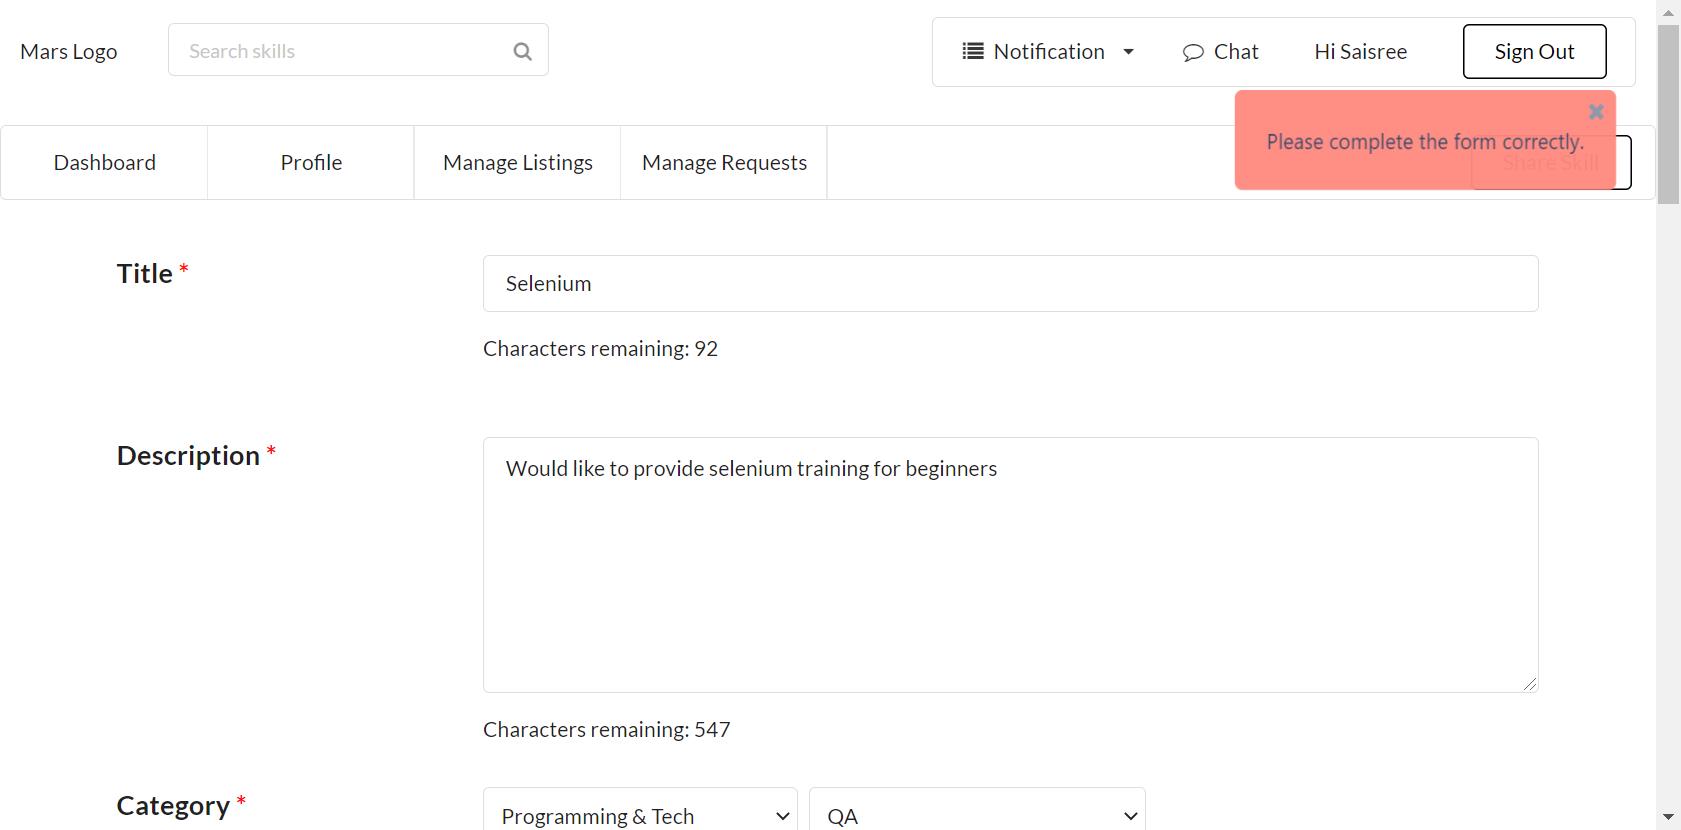 Mars Logo
Search skills
Notification
Chat
Hi Saisree
Sign Out
Please complete the form correctly.
Dashboard
Profile
Manage Listings
Manage Requests
Share Skill
Title *
Selenium
Characters remaining: 92
Description *
Would like to provide selenium training for beginners
Characters remaining: 547
Category *
Programming & Tech
QA